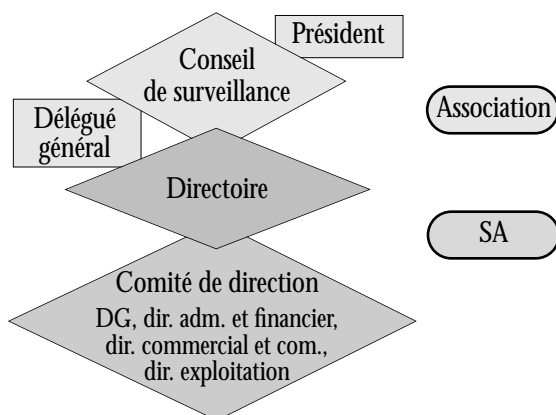 Président
Conseil
de surveillance
Association
Délégué
général
Directoire
SA
Comité de direction
DG, dir. adm. et financier,
dir. commercial et com.,
dir. exploitation